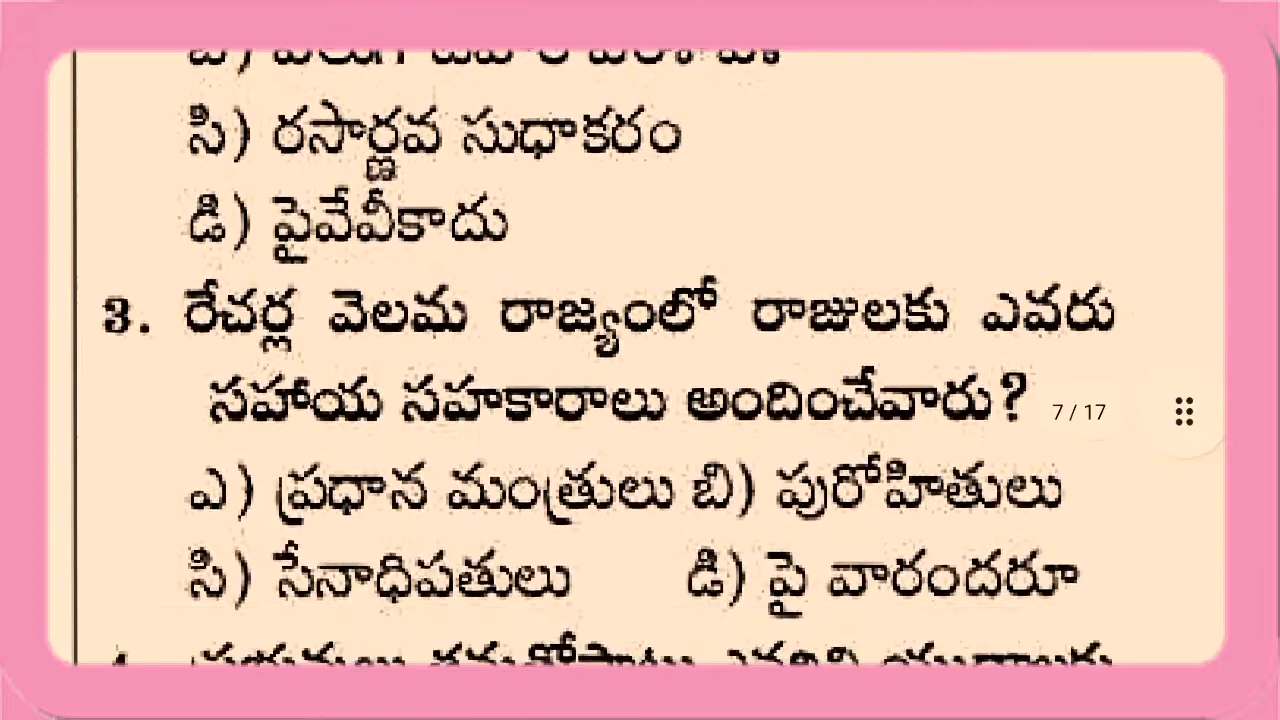 సి) రసార్ణవ సుధాకరం
డి) పైవేవీకాదు
3. రేచర్ల వెలమ రాజ్యంలో రాజులకు ఎవరు
సహాయ సహకారాలు అందించేవారు?
7 / 17
ఎ) ప్రధాన మంత్రులు బి) పురోహితులు
సి) సేనాధిపతులు డి) పై వారందరూ